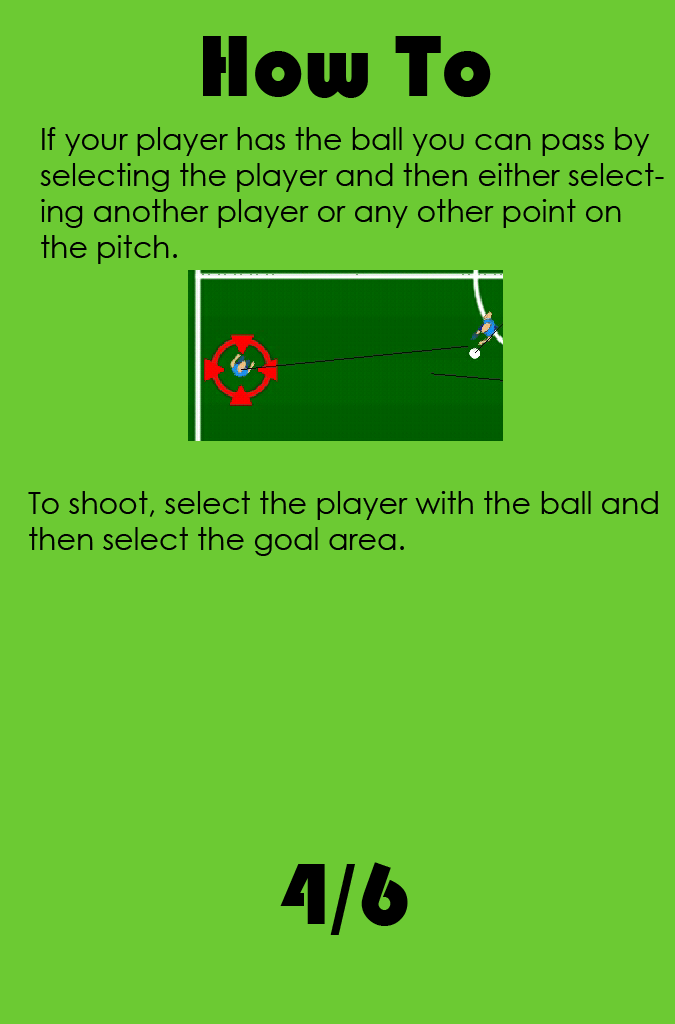 How To
If your player has the ball you can pass by
selecting the player and then either select-
ing another player or any other point on
the pitch.
To shoot, select the player with the ball and
then select the goal area.
4/6